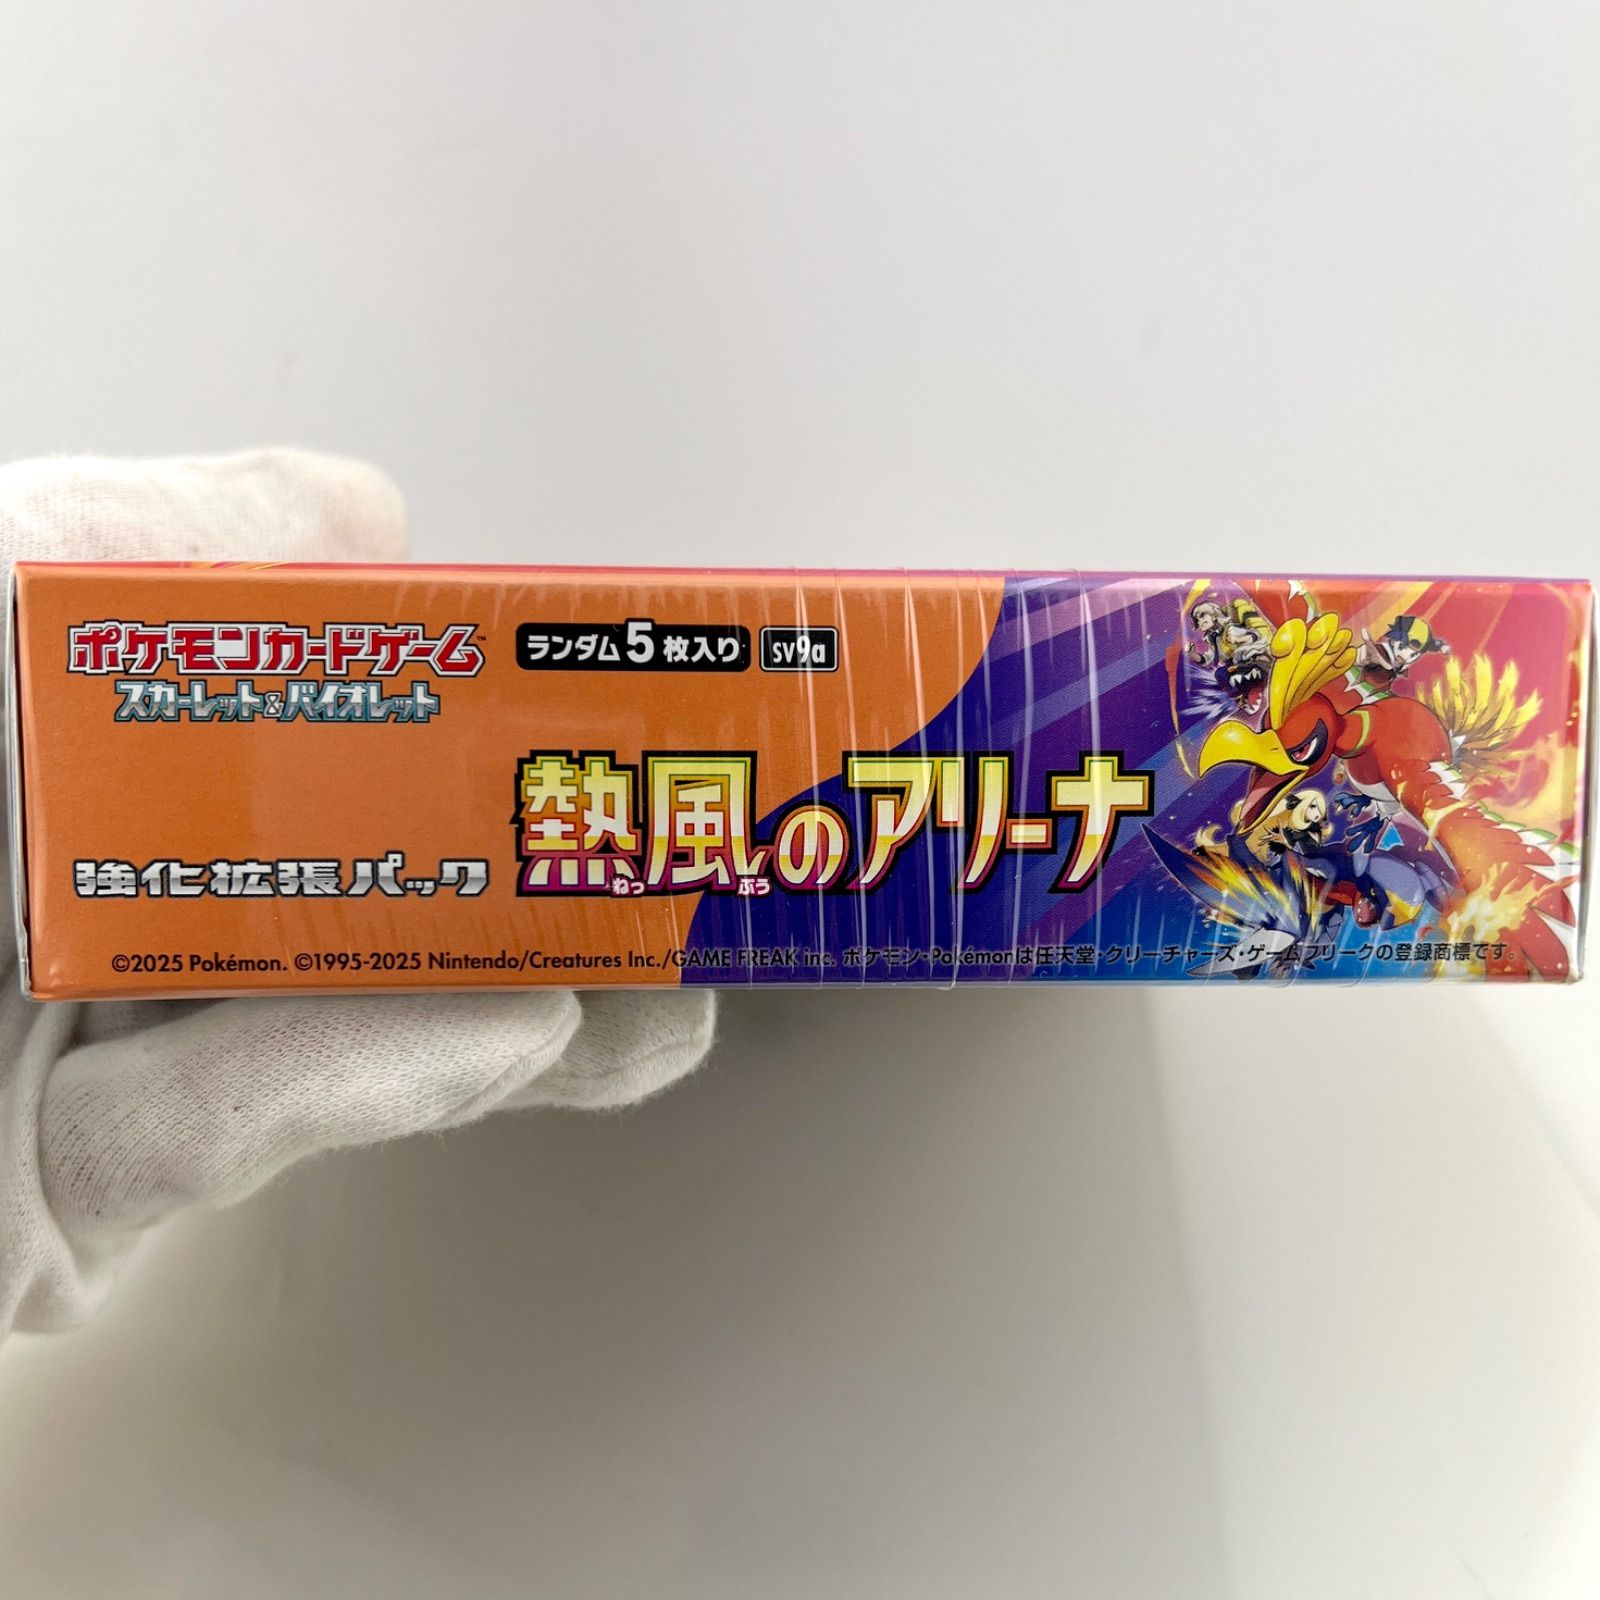 ポケモンカードゲーム™
スカーレット&バイオレット
ランダム5枚入り sv9a
強化拡張パック
熱風のアリーナ
ねっ ぷう
©2025 Pokémon. ©1995-2025 Nintendo/Creatures Inc./GAME FREAK inc. ポケモン・Pokémonは任天堂・クリーチャーズ・ゲームフリークの登録商標です。